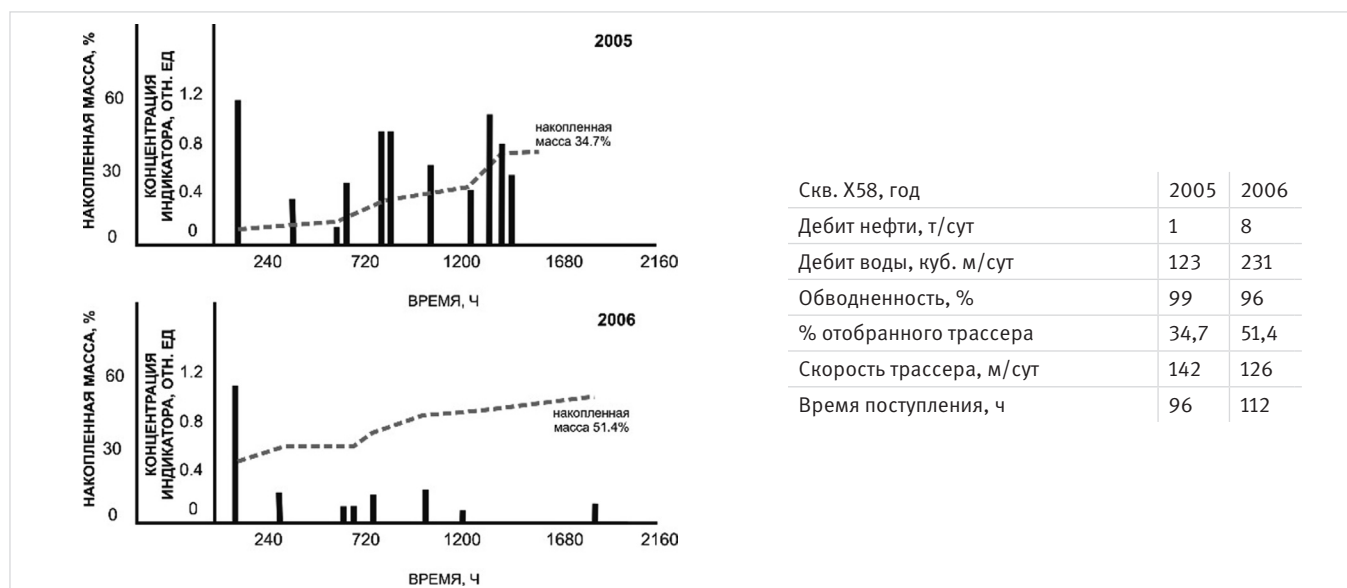 2005
НАКОПЛЕННАЯ МАССА, %
КОНЦЕНТРАЦИЯ
ИНДИКАТОРА, ОТН. ЕД
60
30
0
1.2
0.8
0.4
0
накопленная
масса 34.7%
240 720 1200 1680 2160
ВРЕМЯ, Ч
2006
НАКОПЛЕННАЯ МАССА, %
КОНЦЕНТРАЦИЯ
ИНДИКАТОРА, ОТН. ЕД
60
30
0
1.2
0.8
0.4
0
накопленная
масса 51.4%
240 720 1200 1680 2160
ВРЕМЯ, Ч
Скв. X58, год 2005 2006
Дебит нефти, т/сут 1 8
Дебит воды, куб. м/сут 123 231
Обводненность, % 99 96
% отобранного трассера 34,7 51,4
Скорость трассера, м/сут 142 126
Время поступления, ч 96 112